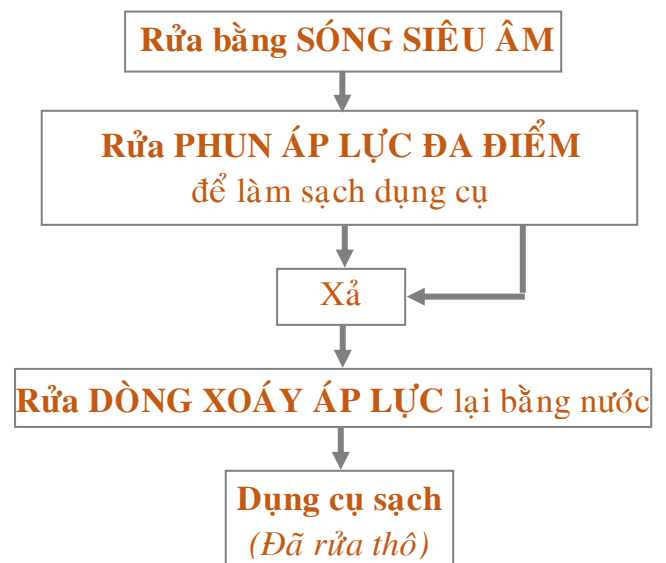 Rửa bằng SÓNG SIÊU ÂM
Rửa PHUN ÁP LỰC ĐA ĐIỂM
để làm sạch dụng cụ
Xả
Rửa DÒNG XOÁY ÁP LỰC lại bằng nước
Dụng cụ sạch
(Đã rửa thô)